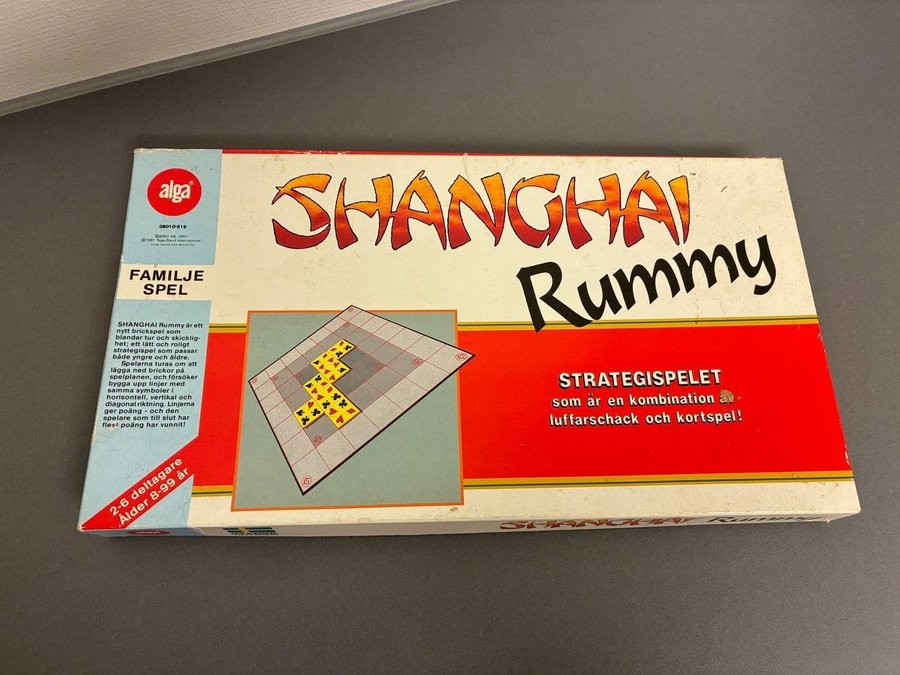 alga®
38010-519
SHANGHAI
Rummy
FAMILJE
SPEL
SHANGHAI Rummy är ett
nytt brickspel som
blandar tur och skicklig-
het; ett lätt och roligt
strategispel som passar
både yngre och äldre.
Spelarna turas om att
lägga ned brickor på
spelplanen, och försöker
bygga upp linjer med
samma symboler i
horisontell, vertikal och
diagonal riktning. Linjerna
ger poäng – och den
spelare som till slut har
flest poäng har vunnit!
2-6 deltagare
Ålder 8-99 år
STRATEGISPELET
som är en kombination av
luffarschack och kortspel!
alga
SHANGHAI Rummy